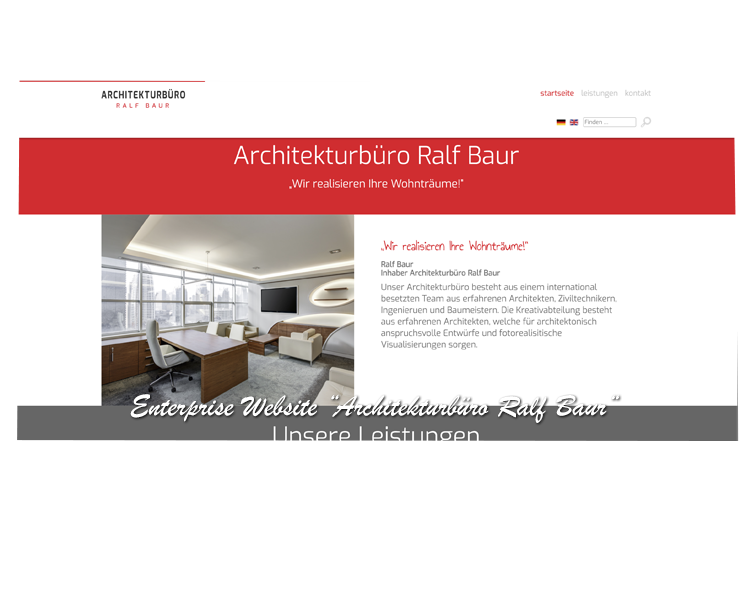 ARCHITEKTURBÜRO
RALF BAUR
startseite leistungen kontakt
Finden ...
Architekturbüro Ralf Baur
„Wir realisieren Ihre Wohnträume!"
„Wir realisieren Ihre Wohnträume!"
Ralf Baur
Inhaber Architekturbüro Ralf Baur
Unser Architekturbüro besteht aus einem international
besetzten Team aus erfahrenen Architekten, Ziviltechnikern,
Ingenieruen und Baumeistern. Die Kreativabteilung besteht
aus erfahrenen Architekten, welche für architektonisch
anspruchsvolle Entwürfe und fotorealisitische
Visualisierungen sorgen.
Enterprise Website "Architekturbüro Ralf Baur"
Unsere Leistungen